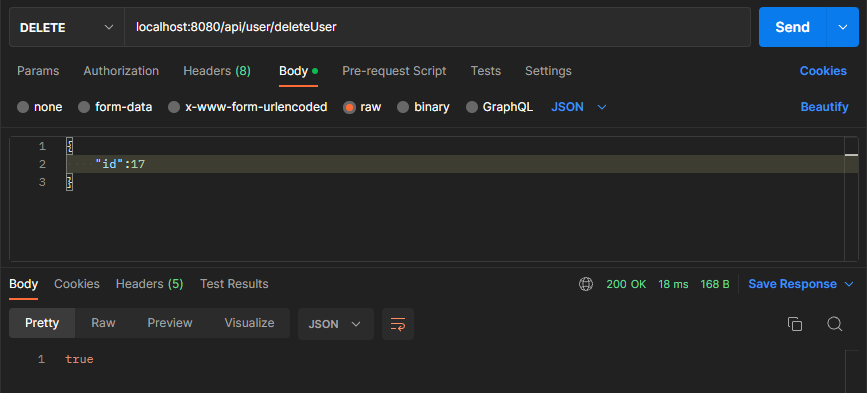 DELETE localhost:8080/api/user/deleteUser Send
Params Authorization Headers (8) Body Pre-request Script Tests Settings Cookies
none form-data x-www-form-urlencoded raw binary GraphQL JSON Beautify
1 {
2 "id":17
3 }
Body Cookies Headers (5) Test Results 200 OK 18 ms 168 B Save Response
Pretty Raw Preview Visualize JSON
1 true